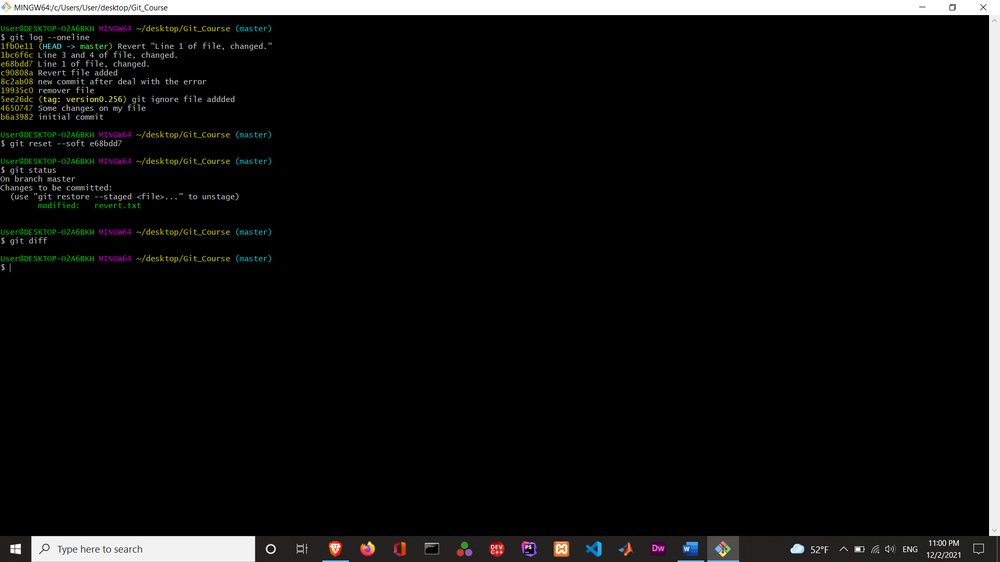 MINGW64:/c/Users/User/desktop/Git_Course
User@DESKTOP-O2A6BKH MINGW64 ~/desktop/Git_Course (master)
$ git log --oneline
1fb0e11 (HEAD -> master) Revert "Line 1 of file, changed."
1bc6f6c Line 3 and 4 of file, changed.
e68bdd7 Line 1 of file, changed.
c90808a Revert file added
8c2ab08 new commit after deal with the error
19935c0 remover file
5ee26dc (tag: version0.256) git ignore file addded
4650747 Some changes on my file
b6a3982 initial commit
User@DESKTOP-O2A6BKH MINGW64 ~/desktop/Git_Course (master)
$ git reset --soft e68bdd7
User@DESKTOP-O2A6BKH MINGW64 ~/desktop/Git_Course (master)
$ git status
On branch master
Changes to be committed:
  (use "git restore --staged <file>..." to unstage)
        modified:   revert.txt
User@DESKTOP-O2A6BKH MINGW64 ~/desktop/Git_Course (master)
$ git diff
User@DESKTOP-O2A6BKH MINGW64 ~/desktop/Git_Course (master)
$
Type here to search
DEV C++
PS
Dw
W
52°F
ENG
11:00 PM
12/2/2021